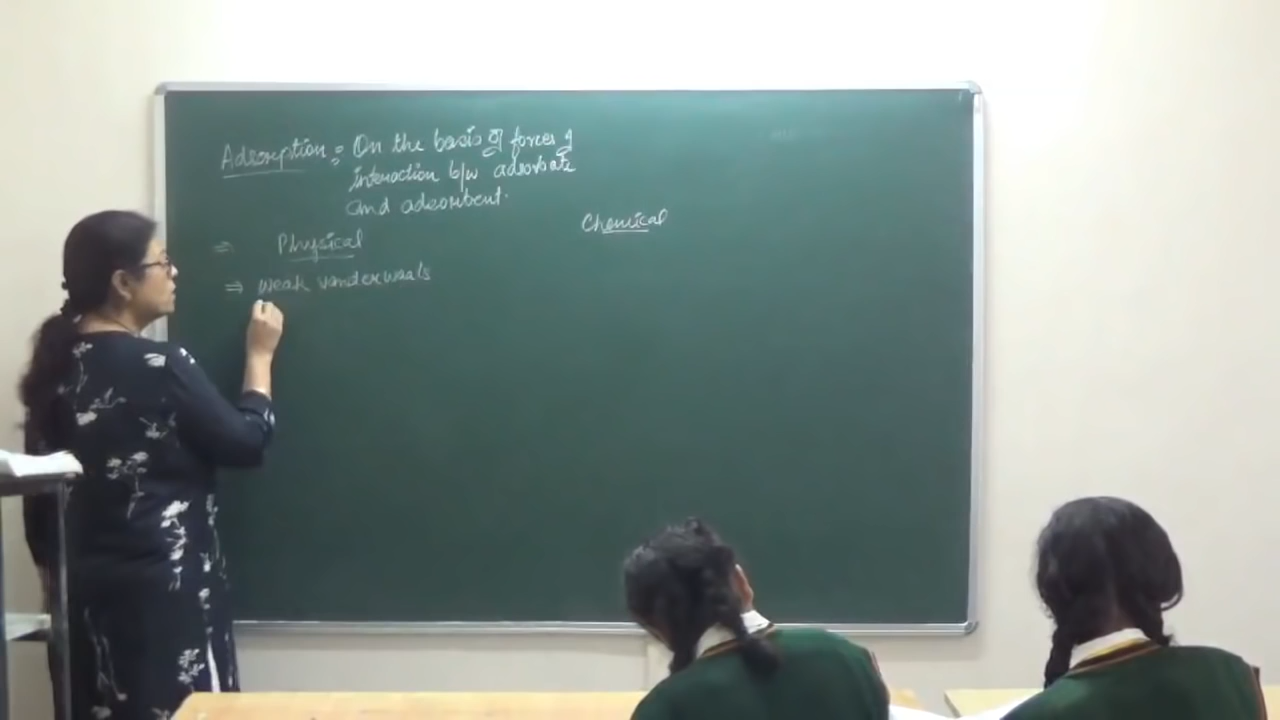 Adsorption :- On the basis of forces of
interaction b/w adsorbate
and adsorbent.
Chemical
⇒ Physical
⇒ weak vanderwaals